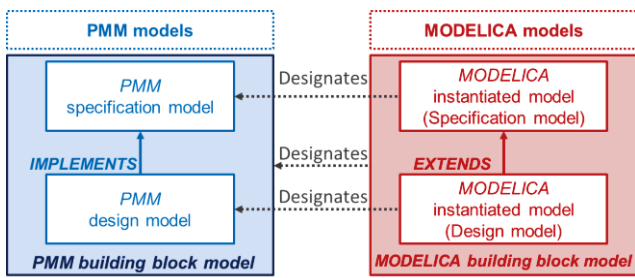 PMM models
MODELICA models
PMM
specification model
Designates
MODELICA
instantiated model
(Specification model)
IMPLEMENTS
Designates
EXTENDS
PMM
design model
Designates
MODELICA
instantiated model
(Design model)
PMM building block model
MODELICA building block model